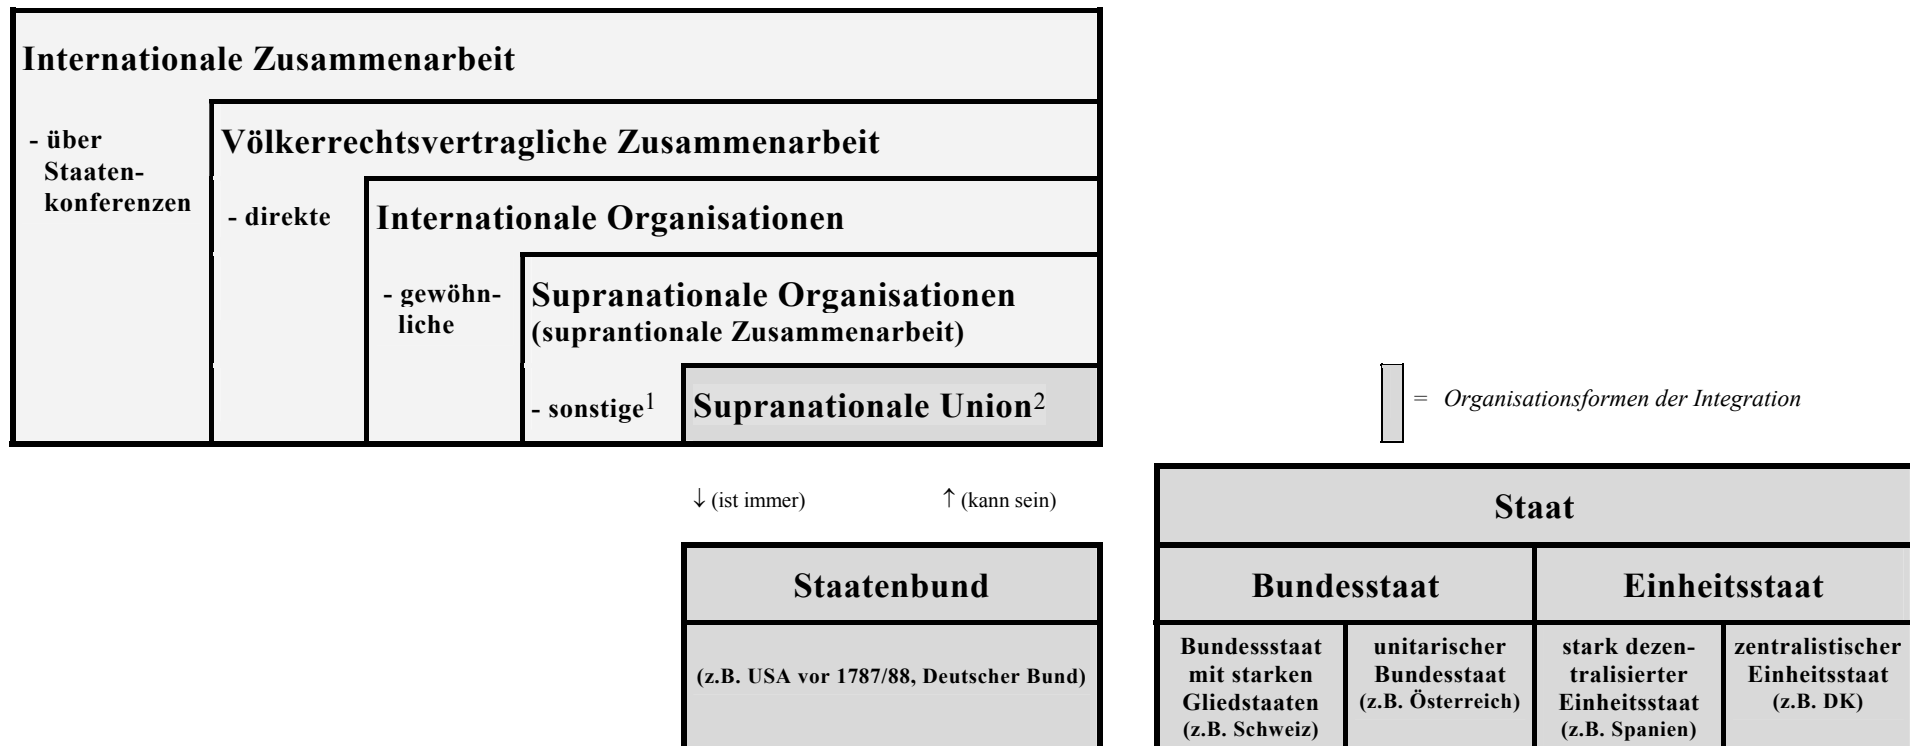 Internationale Zusammenarbeit
- über
Staaten-
konferenzen
Völkerrechtsvertragliche Zusammenarbeit
- direkte
Internationale Organisationen
- gewöhn-
liche
Supranationale Organisationen
(suprantionale Zusammenarbeit)
- sonstige1
Supranationale Union2
= Organisationsformen der Integration
↓ (ist immer)
↑ (kann sein)
Staatenbund
(z.B. USA vor 1787/88, Deutscher Bund)
Staat
Bundesstaat
Einheitsstaat
Bundessstaat
mit starken
Gliedstaaten
(z.B. Schweiz)
unitarischer
Bundesstaat
(z.B. Österreich)
stark dezen-
tralisierter
Einheitsstaat
(z.B. Spanien)
zentralistischer
Einheitsstaat
(z.B. DK)